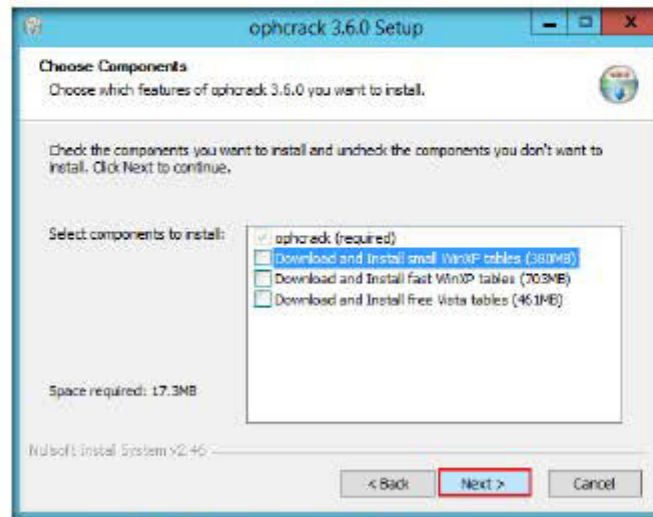 ophcrack 3.6.0 Setup
Choose Components
Choose which features of ophcrack 3.6.0 you want to install.
Check the components you want to install and uncheck the components you don't want to
install. Click Next to continue.
Select components to install:
ophcrack (required)
Download and Install small WinXP tables (380MB)
Download and Install fast WinXP tables (703MB)
Download and Install free Vista tables (461MB)
Space required: 17.3MB
Nullsoft Install System v2.46
< Back
Next >
Cancel